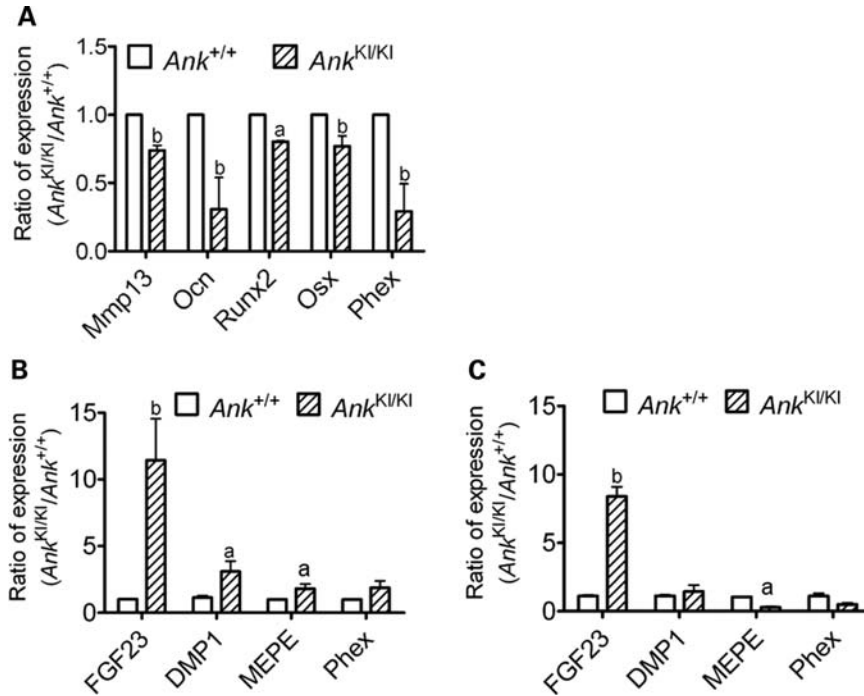 A
Ank+/+ AnkKI/KI
Ratio of expression
(AnkKI/KI/Ank+/+)
1.5
1.0
0.5
0.0
b
b
a
b
b
Mmp13
Ocn
Runx2
Osx
Phex
B
Ank+/+ AnkKI/KI
Ratio of expression
(AnkKI/KI/Ank+/+)
15
10
5
0
b
a
a
FGF23
DMP1
MEPE
Phex
C
Ank+/+ AnkKI/KI
Ratio of expression
(AnkKI/KI/Ank+/+)
15
10
5
0
b
a
FGF23
DMP1
MEPE
Phex